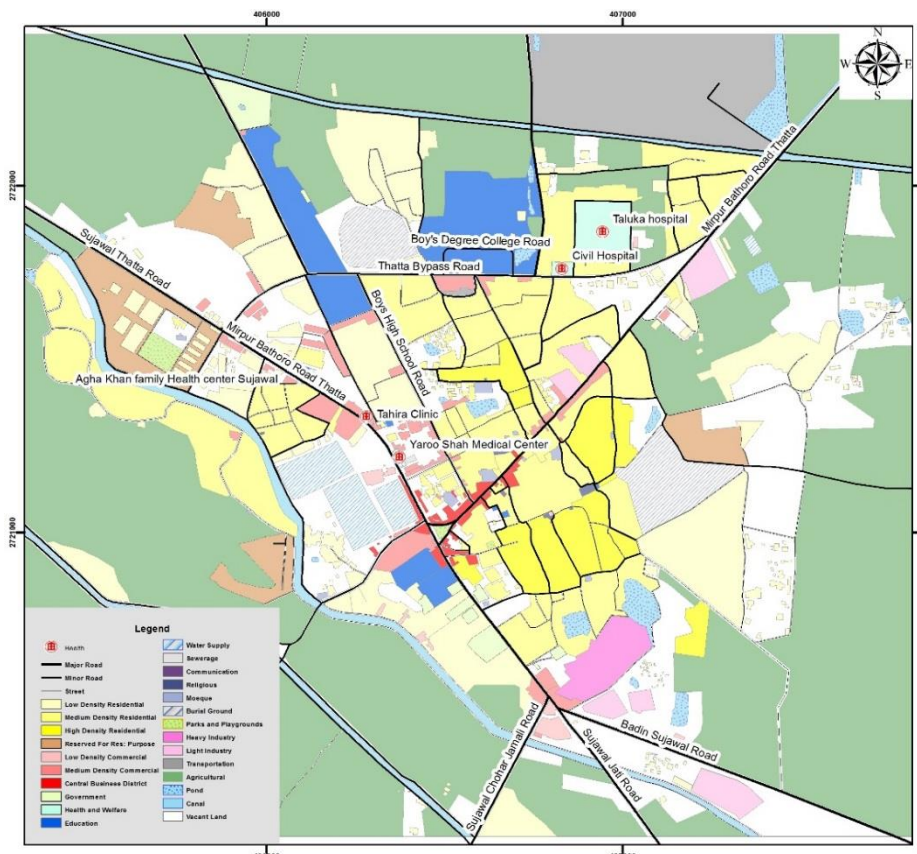 406000
407000
N
W
E
S
2722000
Mirpur Bathoro Road Thatta
Taluka hospital
Sujawal Thatta Road
Boy's Degree College Road
Civil Hospital
Thatta Bypass Road
Boys High School Road
Mirpur Bathoro Road Thatta
Agha Khan family Health center Sujawal
Tahira Clinic
Yaroo Shah Medical Center
2721000
Badin Sujawal Road
Sujawal Chohar Jamali Road
Sujawal Jati Road
Legend
Health
Major Road
Minor Road
Street
Low Density Residential
Medium Density Residential
High Density Residential
Reserved For Res: Purpose
Low Density Commercial
Medium Density Commercial
Central Business District
Government
Health and Welfare
Education
Water Supply
Sewerage
Communication
Religious
Mosque
Burial Ground
Parks and Playgrounds
Heavy Industry
Light Industry
Transportation
Agricultural
Pond
Canal
Vacant Land